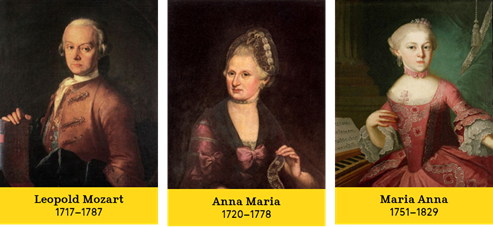 Leopold Mozart
1717–1787
Anna Maria
1720–1778
Maria Anna
1751–1829